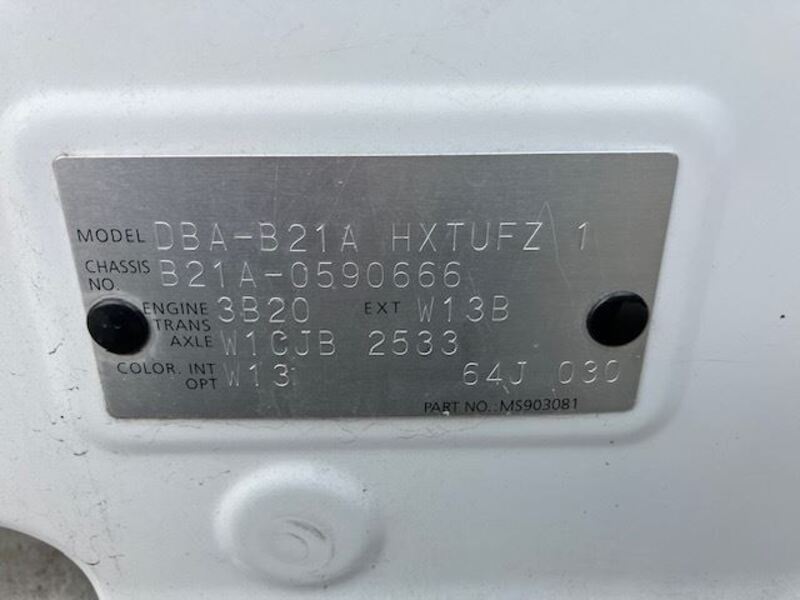 MODEL DBA-B21A HXTUFZ 1
CHASSIS NO. B21A-0590666
ENGINE 3B20 EXT W13B
TRANS AXLE W1CJB 2533
COLOR. INT OPT W13 64J 030
PART NO.:MS903081